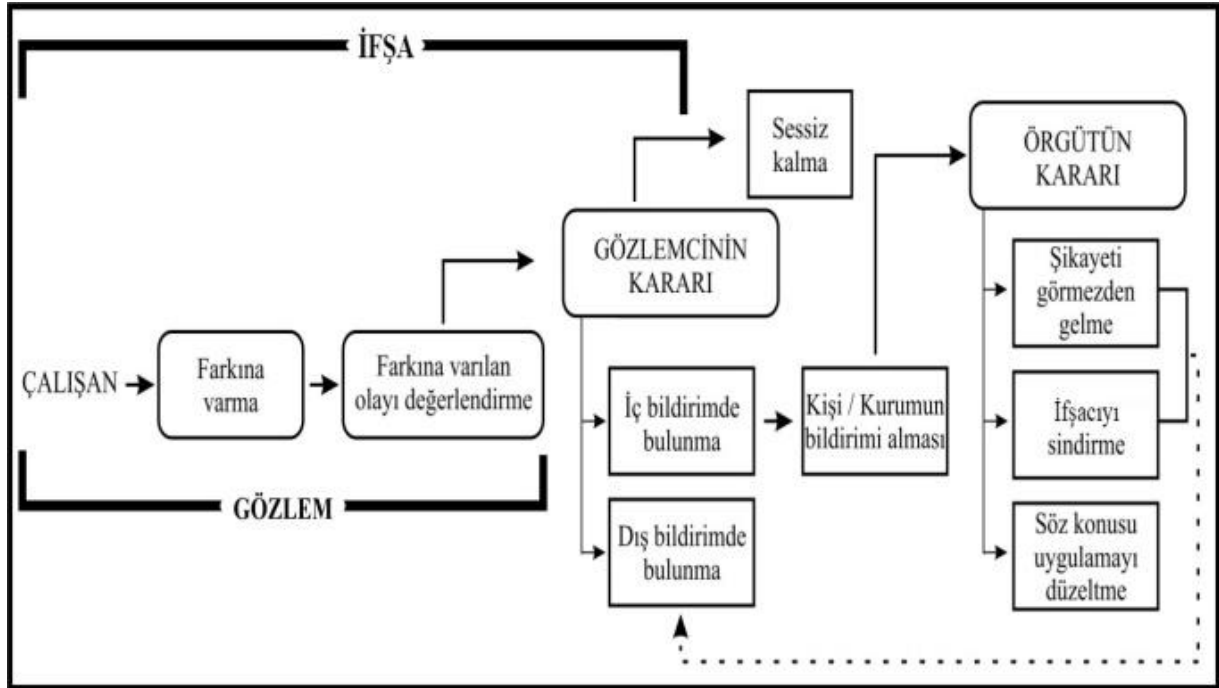 İFŞA
Sessiz
kalma
ÖRGÜTÜN
KARARI
GÖZLEMCİNİN
KARARI
Şikayeti
görmezden
gelme
ÇALIŞAN
Farkına
varma
Farkına varılan
olayı değerlendirme
İç bildirimde
bulunma
Kişi / Kurumun
bildirimi alması
İfşacıyı
sindirme
GÖZLEM
Dış bildirimde
bulunma
Söz konusu
uygulamayı
düzeltme